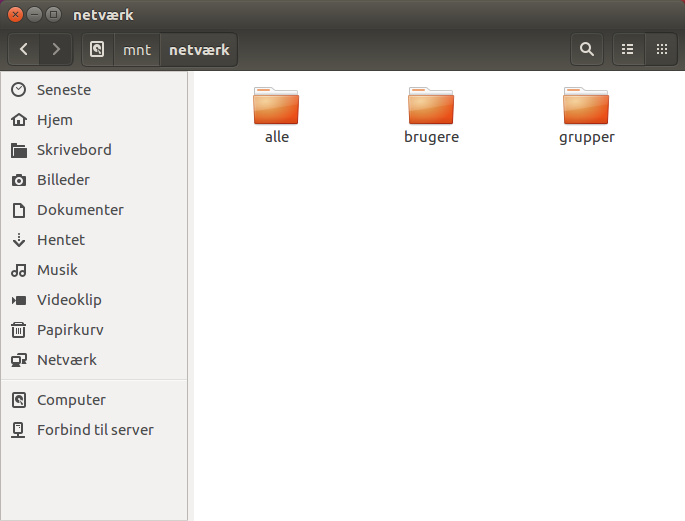 netværk
mnt netværk
Seneste
Hjem
Skrivebord
Billeder
Dokumenter
Hentet
Musik
Videoklip
Papirkurv
Netværk
Computer
Forbind til server
alle brugere grupper